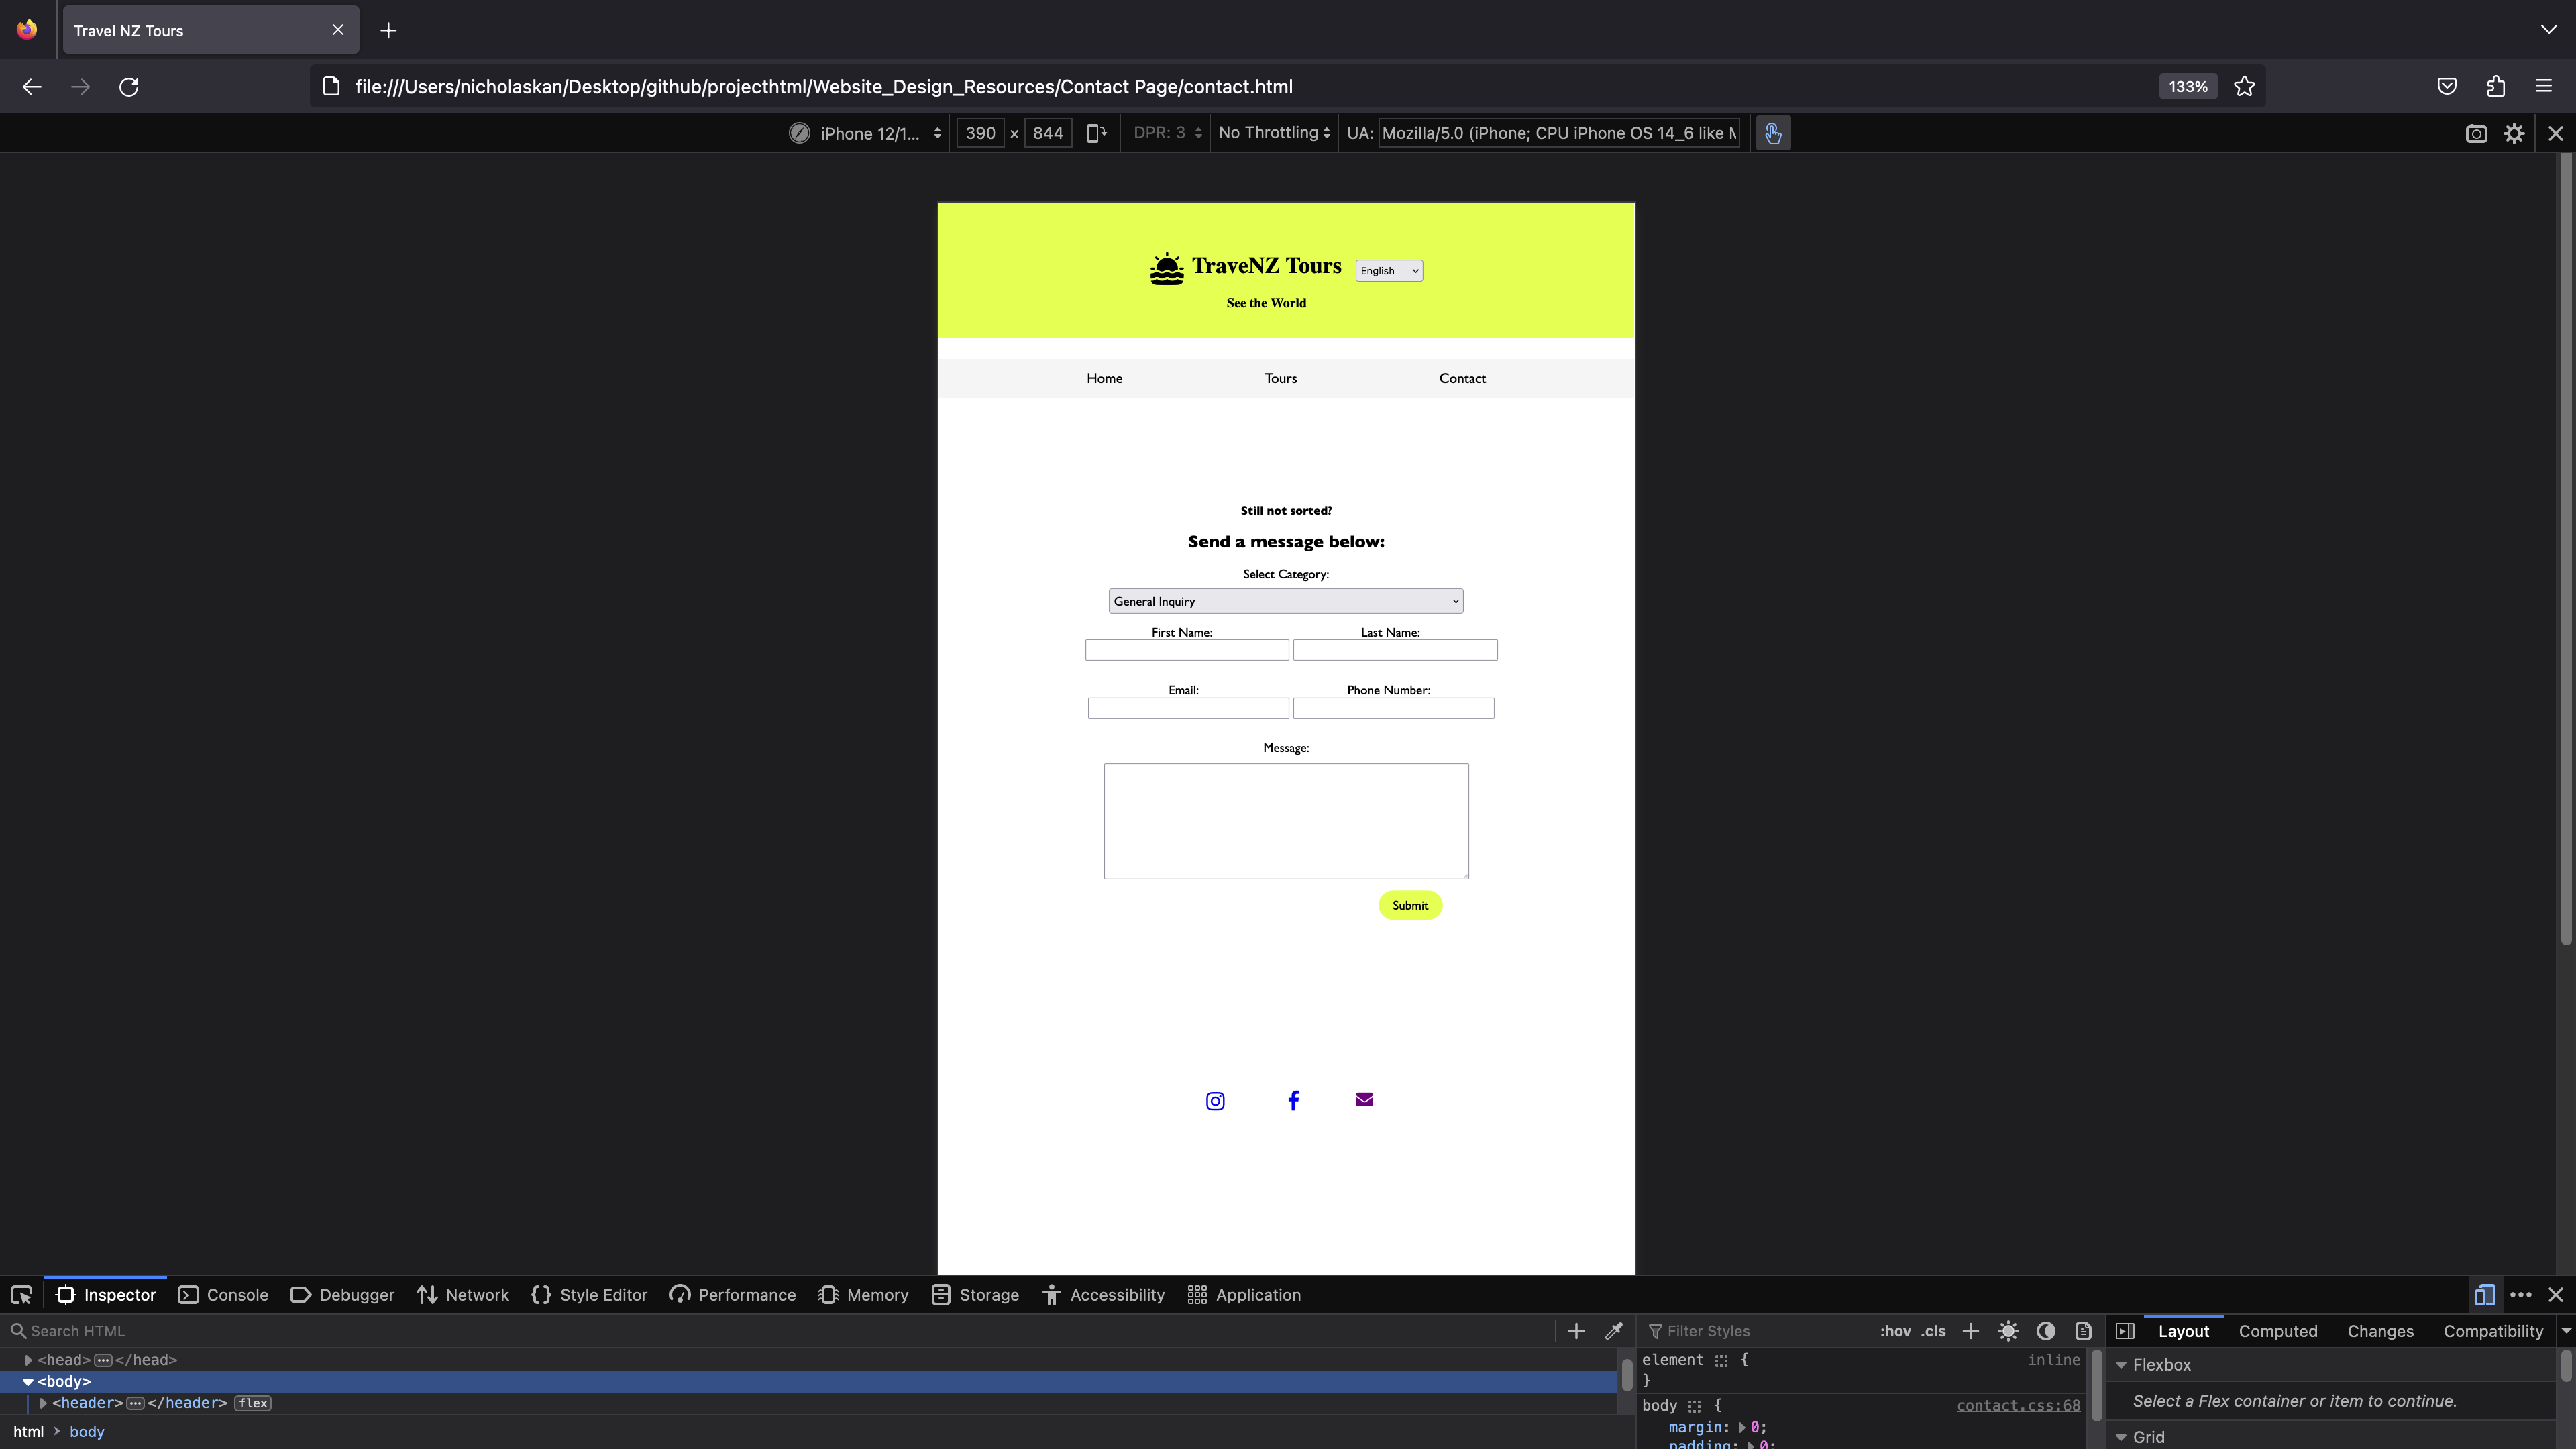 Travel NZ Tours
file:///Users/nicholaskan/Desktop/github/projecthtml/Website_Design_Resources/Contact Page/contact.html
133%
iPhone 12/1... 390 × 844 DPR: 3 No Throttling UA: Mozilla/5.0 (iPhone; CPU iPhone OS 14_6 like M
TraveNZ Tours English
See the World
Home Tours Contact
Still not sorted?
Send a message below:
Select Category:
General Inquiry
First Name: Last Name:
Email: Phone Number:
Message:
Submit
Inspector Console Debugger Network Style Editor Performance Memory Storage Accessibility Application
Search HTML
Filter Styles :hov .cls
Layout Computed Changes Compatibility
<head> </head>
<body>
<header> </header> flex
html > body
element { inline
}
body { contact.css:68
margin: 0;
padding: 0;
Flexbox
Select a Flex container or item to continue.
Grid